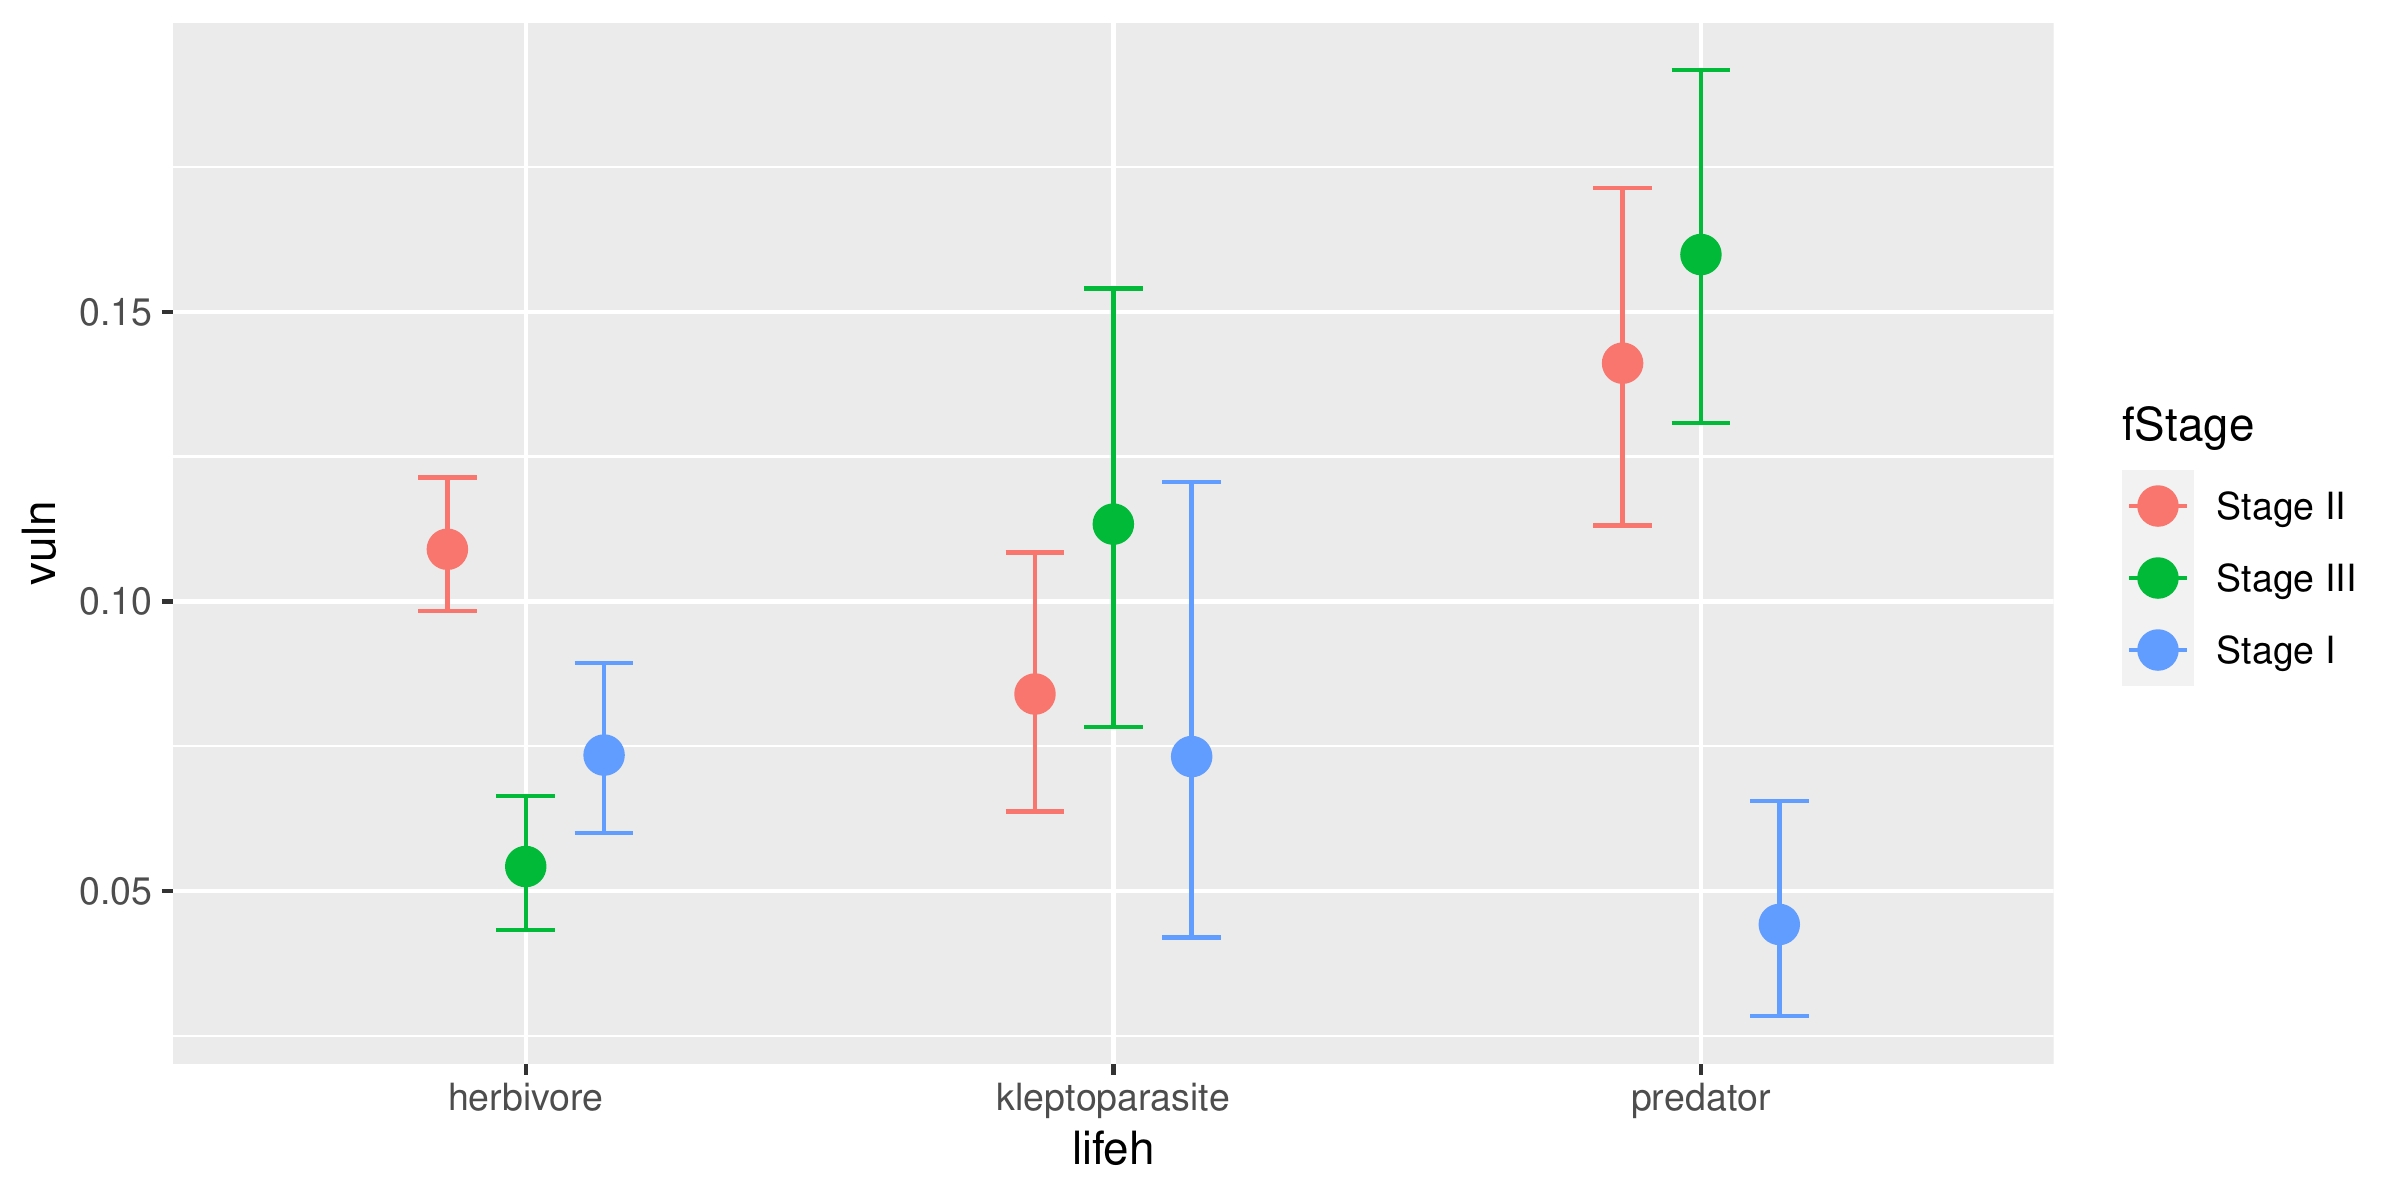 vuln
0.15
0.10
0.05
herbivore
kleptoparasite
predator
lifeh
fStage
Stage II
Stage III
Stage I